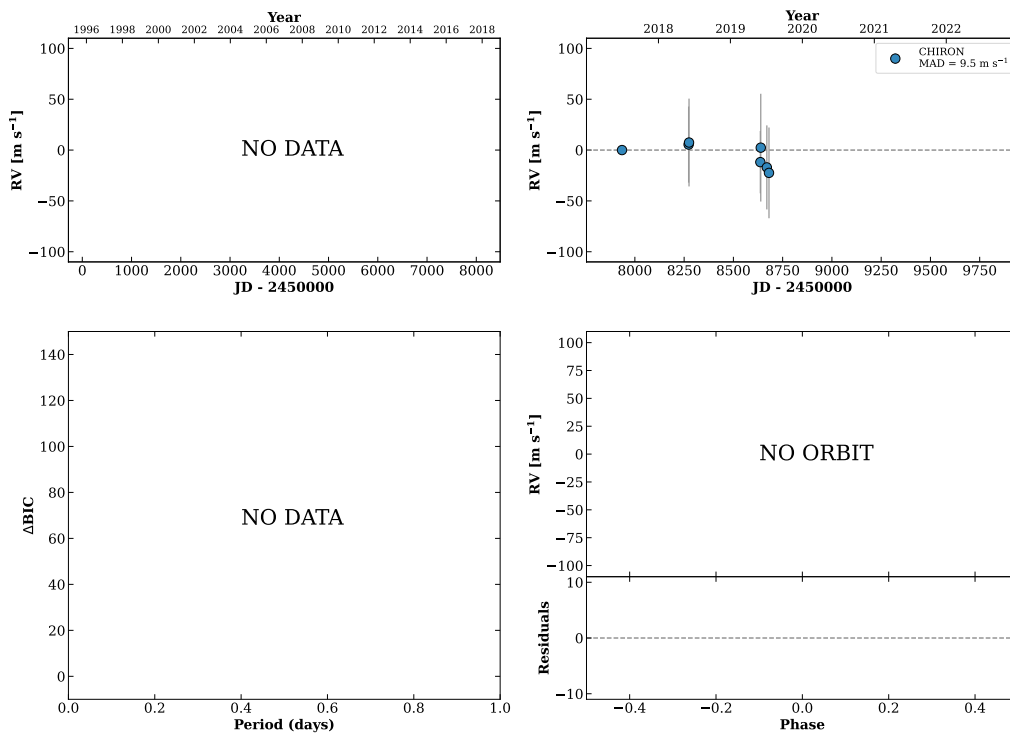 Year
1996 1998 2000 2002 2004 2006 2008 2010 2012 2014 2016 2018
100
50
0
−50
−100
RV [m s⁻¹]
NO DATA
0 1000 2000 3000 4000 5000 6000 7000 8000
JD - 2450000
Year
2018 2019 2020 2021 2022
100
50
0
−50
−100
RV [m s⁻¹]
CHIRON
MAD = 9.5 m s⁻¹
8000 8250 8500 8750 9000 9250 9500 9750
JD - 2450000
140
120
100
80
60
40
20
0
ΔBIC
NO DATA
0.0 0.2 0.4 0.6 0.8 1.0
Period (days)
100
75
50
25
0
−25
−50
−75
−100
RV [m s⁻¹]
NO ORBIT
10
0
−10
Residuals
−0.4 −0.2 0.0 0.2 0.4
Phase